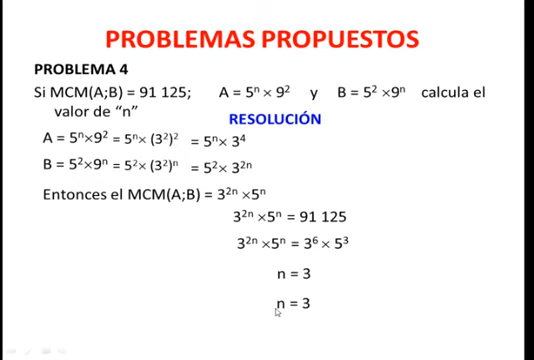 PROBLEMAS PROPUESTOS
PROBLEMA 4
Si MCM(A;B) = 91 125; A = 5ⁿ × 9² y B = 5² × 9ⁿ calcula el
valor de “n”
RESOLUCIÓN
A = 5ⁿ×9² = 5ⁿ× (3²)² = 5ⁿ× 3⁴
B = 5²×9ⁿ = 5²× (3²)ⁿ = 5²× 3²ⁿ
Entonces el MCM(A;B) = 3²ⁿ ×5ⁿ
3²ⁿ ×5ⁿ = 91 125
3²ⁿ ×5ⁿ = 3⁶ × 5³
n = 3
n = 3